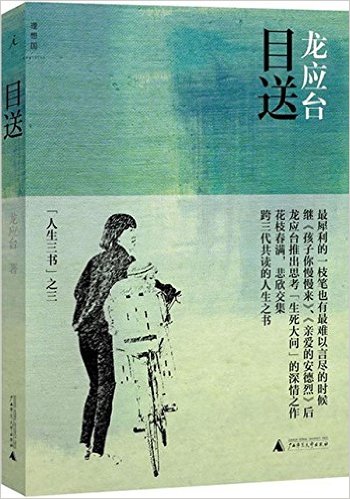 理想国
目送
龙应台 著
「人生三书」之三
龙应台
目送
最犀利的一枝笔也有最难以言尽的时候
继《孩子你慢慢来》、《亲爱的安德烈》后
龙应台推出思考「生死大问」的深情之作
花枝春满，悲欣交集
跨三代共读的人生之书
广西师范大学出版社